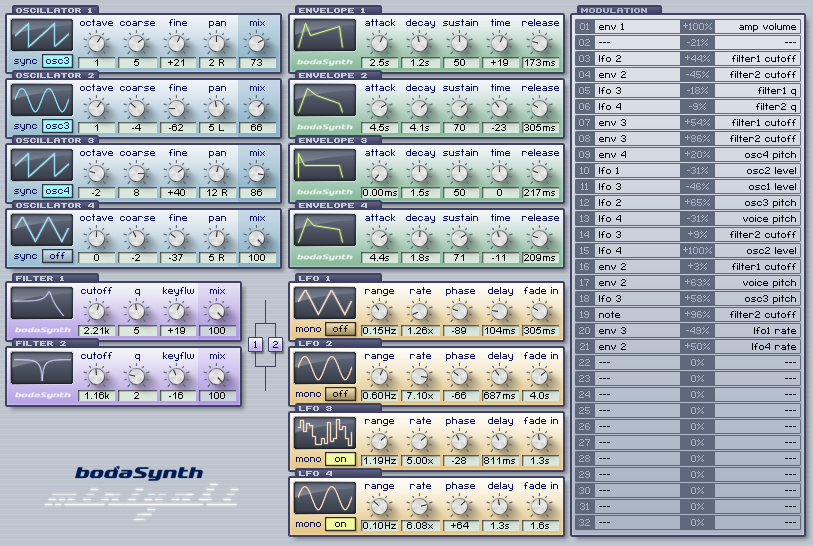 OSCILLATOR 1
octave coarse fine pan mix
sync osc3 1 5 +21 2 R 73
OSCILLATOR 2
octave coarse fine pan mix
sync osc3 1 -4 -62 5 L 66
OSCILLATOR 3
octave coarse fine pan mix
sync osc4 -2 8 +40 12 R 86
OSCILLATOR 4
octave coarse fine pan mix
sync off 0 -2 -37 5 R 100
FILTER 1
cutoff q keyflw mix
bodaSynth 2.21k 5 +19 100
FILTER 2
cutoff q keyflw mix
bodaSynth 1.16k 2 -16 100
1 2
bodaSynth
ENVELOPE 1
attack decay sustain time release
bodaSynth 2.5s 1.2s 50 +19 173ms
ENVELOPE 2
attack decay sustain time release
bodaSynth 4.5s 4.1s 70 -23 305ms
ENVELOPE 3
attack decay sustain time release
bodaSynth 0.00ms 1.5s 50 0 217ms
ENVELOPE 4
attack decay sustain time release
bodaSynth 4.4s 1.8s 71 -11 209ms
LFO 1
range rate phase delay fade in
mono off 0.15Hz 1.26x -89 104ms 305ms
LFO 2
range rate phase delay fade in
mono off 0.60Hz 7.10x -66 687ms 4.0s
LFO 3
range rate phase delay fade in
mono on 1.19Hz 5.00x -28 811ms 1.3s
LFO 4
range rate phase delay fade in
mono on 0.10Hz 6.08x +64 1.3s 1.6s
MODULATION
01 env 1 +100% amp volume
02 --- -21% ---
03 lfo 2 +44% filter1 cutoff
04 env 2 -45% filter2 cutoff
05 lfo 3 -18% filter1 q
06 lfo 4 -9% filter2 q
07 env 3 +54% filter1 cutoff
08 env 3 +86% filter2 cutoff
09 env 4 +20% osc4 pitch
10 lfo 1 -31% osc2 level
11 lfo 3 -46% osc1 level
12 lfo 2 +65% osc3 pitch
13 lfo 4 -31% voice pitch
14 lfo 3 +9% filter2 cutoff
15 lfo 4 +100% osc2 level
16 env 2 +3% filter1 cutoff
17 env 2 +63% voice pitch
18 lfo 3 +58% osc3 pitch
19 note +96% filter2 cutoff
20 env 3 -49% lfo1 rate
21 env 2 +50% lfo4 rate
22 --- 0% ---
23 --- 0% ---
24 --- 0% ---
25 --- 0% ---
26 --- 0% ---
27 --- 0% ---
28 --- 0% ---
29 --- 0% ---
30 --- 0% ---
31 --- 0% ---
32 --- 0% ---